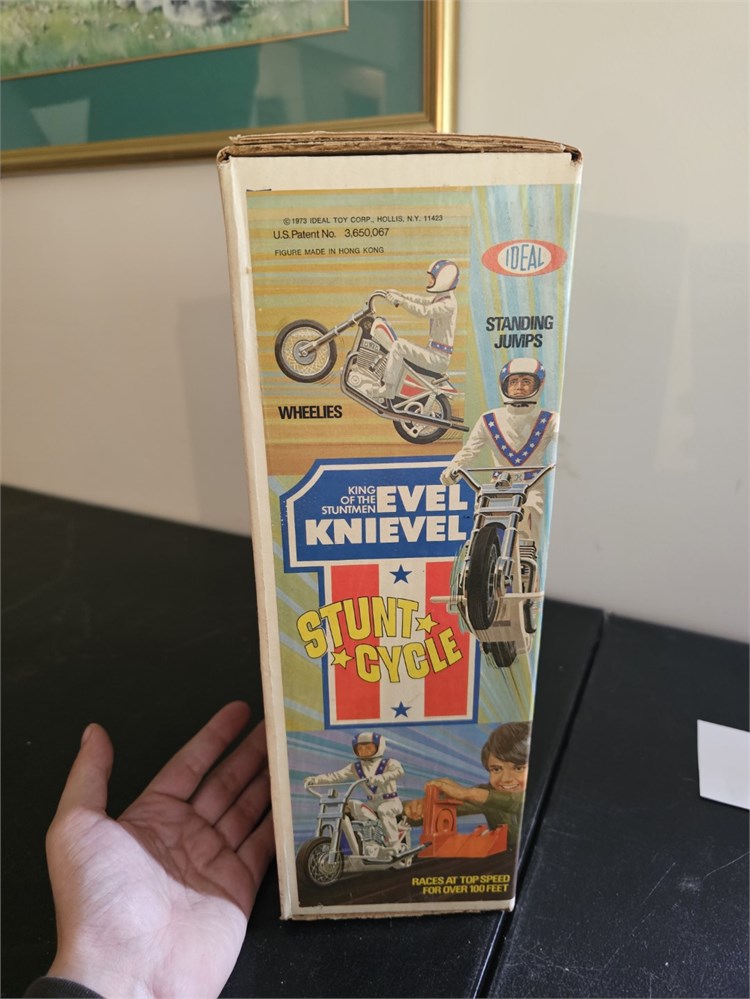 © 1973 IDEAL TOY CORP., HOLLIS, N.Y. 11423
U.S. Patent No. 3,650,067
FIGURE MADE IN HONG KONG
IDEAL
STANDING
JUMPS
WHEELIES
KING
OF THE
STUNTMEN
EVEL
KNIEVEL
STUNT
CYCLE
RACES AT TOP SPEED
FOR OVER 100 FEET